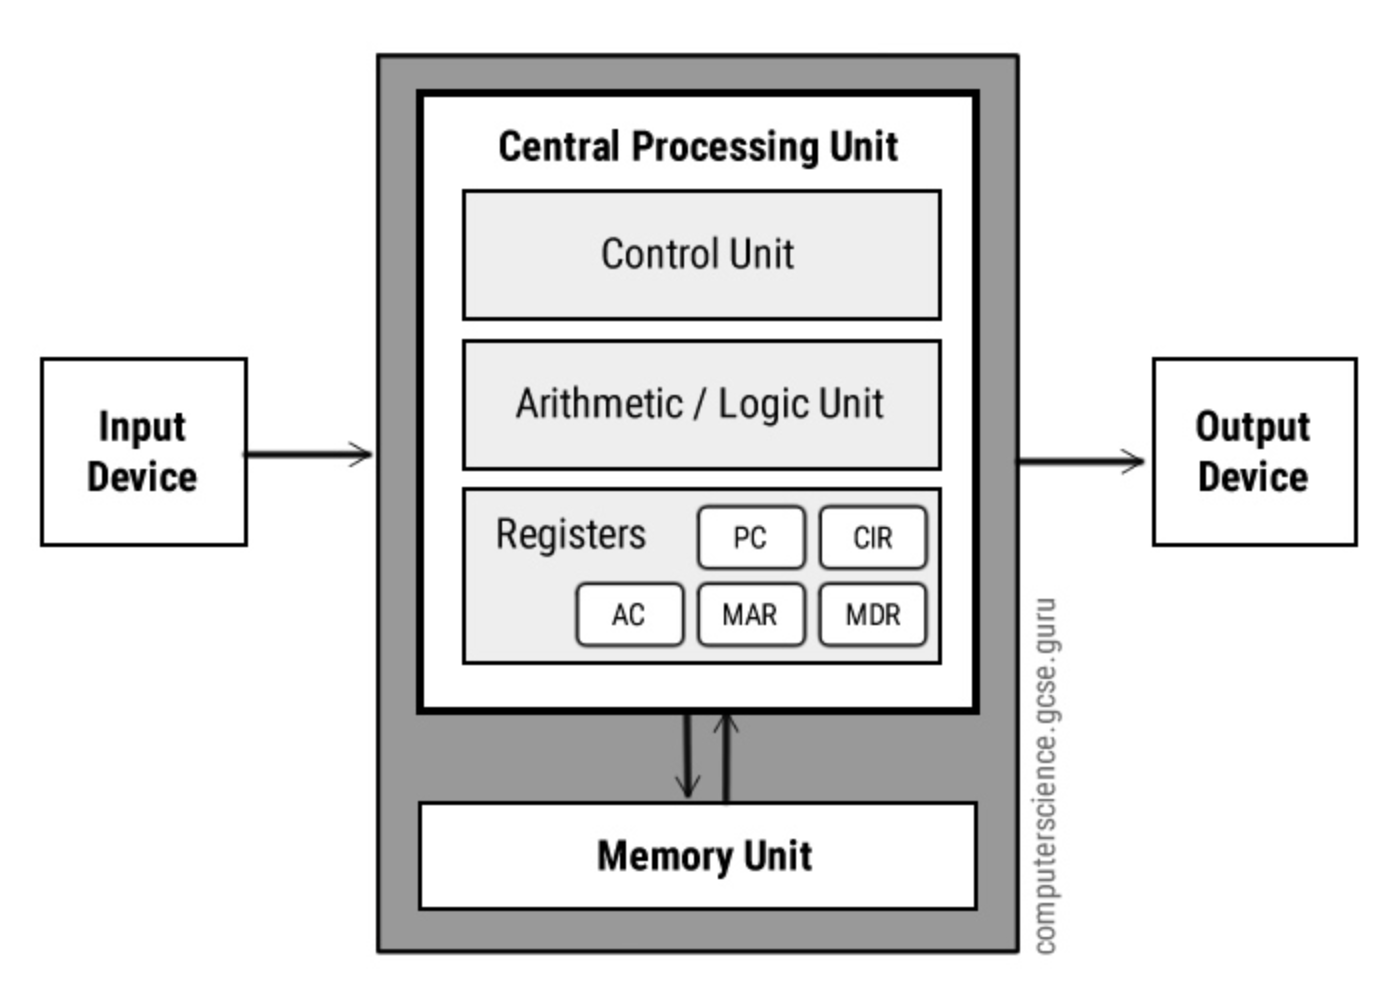 Central Processing Unit
Control Unit
Arithmetic / Logic Unit
Registers
PC
CIR
AC
MAR
MDR
Input
Device
Output
Device
Memory Unit
computerscience.gcse.guru